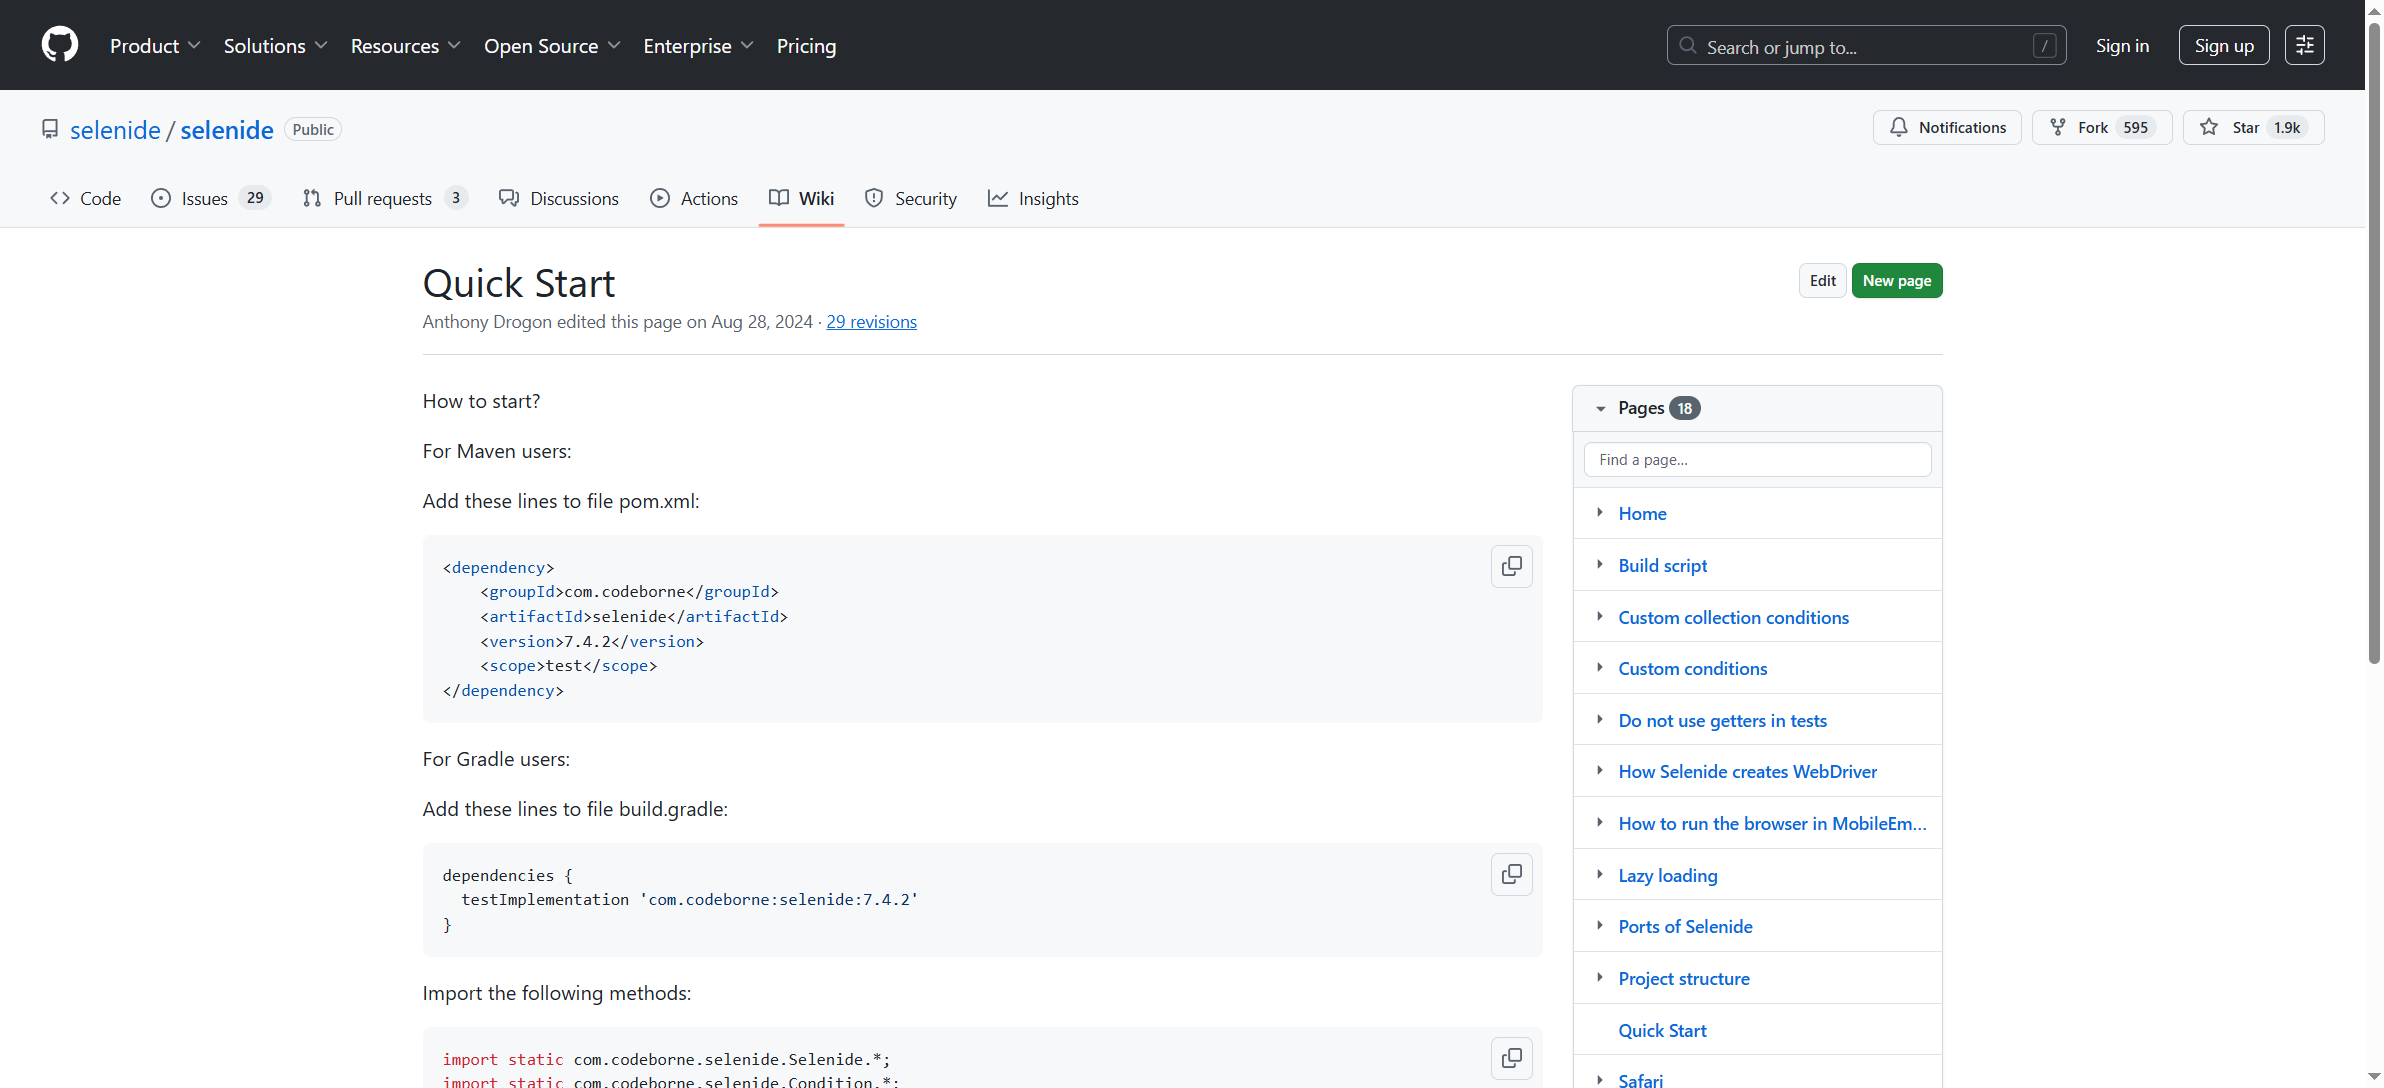 Product Solutions Resources Open Source Enterprise Pricing
Search or jump to... /
Sign in
Sign up
selenide / selenide Public
Notifications
Fork 595
Star 1.9k
Code
Issues 29
Pull requests 3
Discussions
Actions
Wiki
Security
Insights
Quick Start
Edit
New page
Anthony Drogon edited this page on Aug 28, 2024 · 29 revisions
How to start?
For Maven users:
Add these lines to file pom.xml:
<dependency>
    <groupId>com.codeborne</groupId>
    <artifactId>selenide</artifactId>
    <version>7.4.2</version>
    <scope>test</scope>
</dependency>
For Gradle users:
Add these lines to file build.gradle:
dependencies {
  testImplementation 'com.codeborne:selenide:7.4.2'
}
Import the following methods:
import static com.codeborne.selenide.Selenide.*;
import static com.codeborne.selenide.Condition.*;
Pages 18
Find a page...
Home
Build script
Custom collection conditions
Custom conditions
Do not use getters in tests
How Selenide creates WebDriver
How to run the browser in MobileEm...
Lazy loading
Ports of Selenide
Project structure
Quick Start
Safari